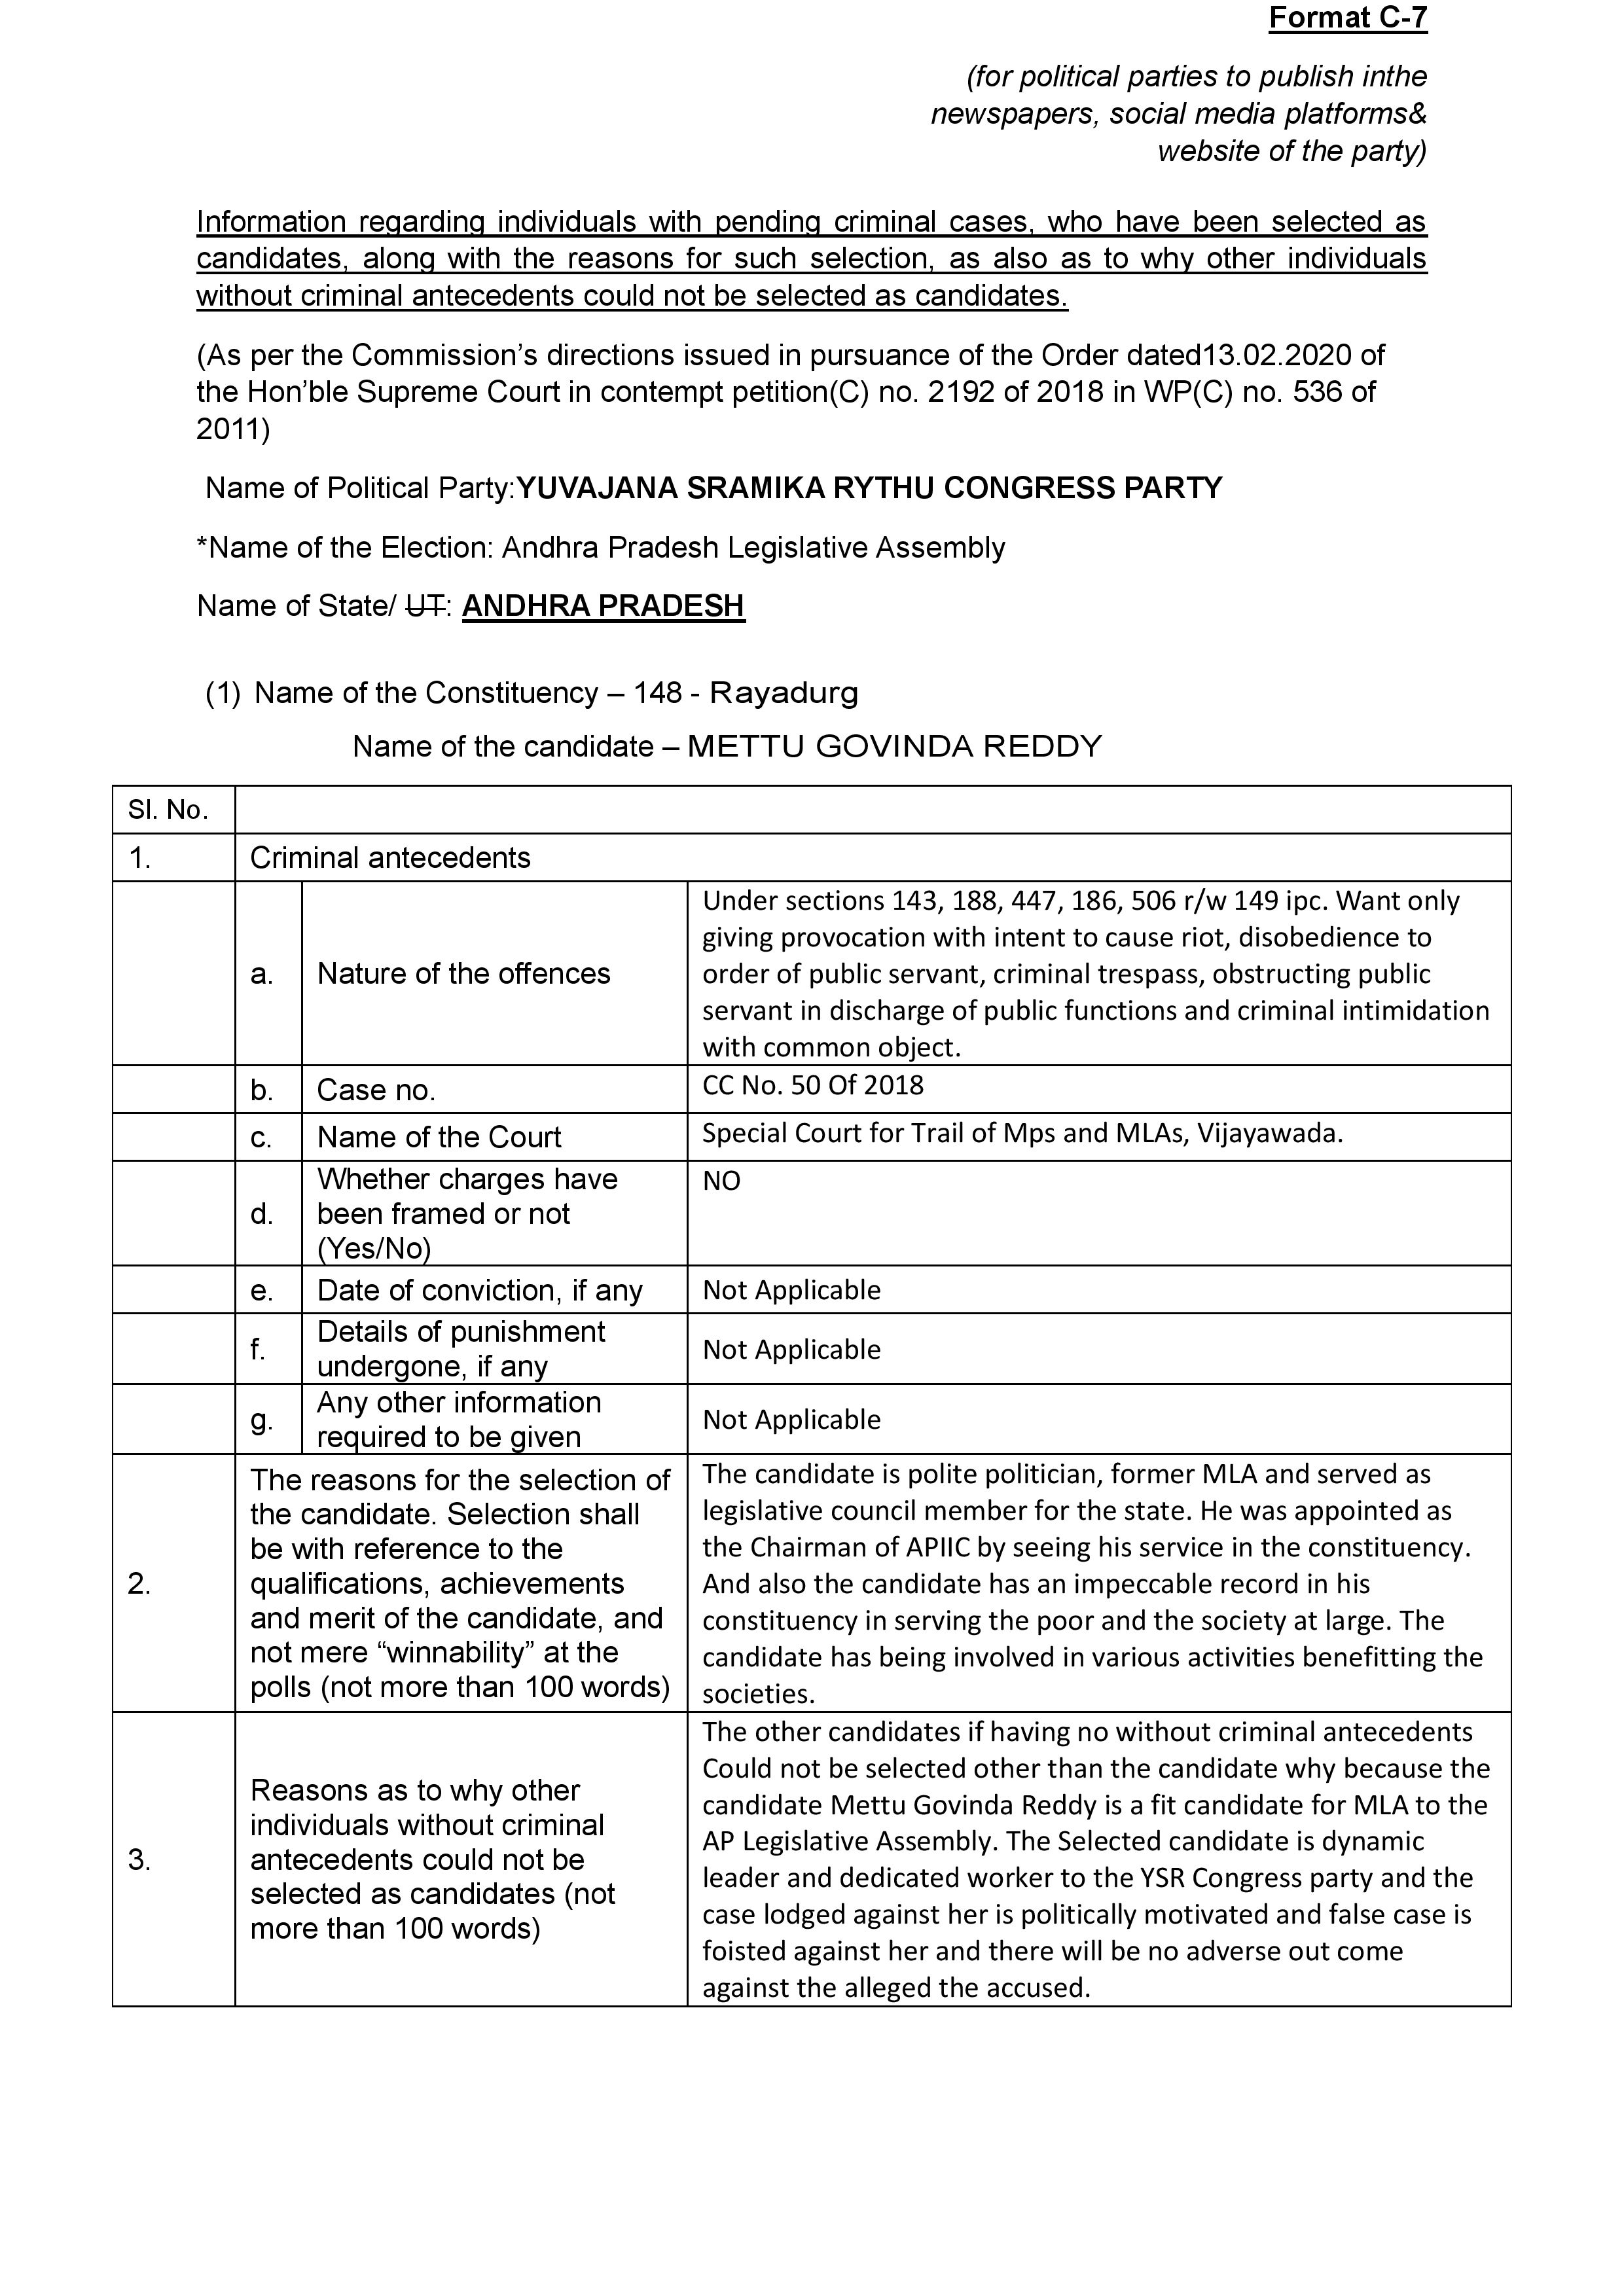 Format C-7
(for political parties to publish inthe
newspapers, social media platforms&
website of the party)
Information regarding individuals with pending criminal cases, who have been selected as
candidates, along with the reasons for such selection, as also as to why other individuals
without criminal antecedents could not be selected as candidates.
(As per the Commission’s directions issued in pursuance of the Order dated13.02.2020 of
the Hon’ble Supreme Court in contempt petition(C) no. 2192 of 2018 in WP(C) no. 536 of
2011)
Name of Political Party:YUVAJANA SRAMIKA RYTHU CONGRESS PARTY
*Name of the Election: Andhra Pradesh Legislative Assembly
Name of State/ UT: ANDHRA PRADESH
(1) Name of the Constituency – 148 - Rayadurg
Name of the candidate – METTU GOVINDA REDDY
Sl. No.
1. Criminal antecedents
a. Nature of the offences
Under sections 143, 188, 447, 186, 506 r/w 149 ipc. Want only
giving provocation with intent to cause riot, disobedience to
order of public servant, criminal trespass, obstructing public
servant in discharge of public functions and criminal intimidation
with common object.
b. Case no.
CC No. 50 Of 2018
c. Name of the Court
Special Court for Trail of Mps and MLAs, Vijayawada.
d. Whether charges have
been framed or not
(Yes/No)
NO
e. Date of conviction, if any
Not Applicable
f. Details of punishment
undergone, if any
Not Applicable
g. Any other information
required to be given
Not Applicable
2. The reasons for the selection of
the candidate. Selection shall
be with reference to the
qualifications, achievements
and merit of the candidate, and
not mere “winnability” at the
polls (not more than 100 words)
The candidate is polite politician, former MLA and served as
legislative council member for the state. He was appointed as
the Chairman of APIIC by seeing his service in the constituency.
And also the candidate has an impeccable record in his
constituency in serving the poor and the society at large. The
candidate has being involved in various activities benefitting the
societies.
3. Reasons as to why other
individuals without criminal
antecedents could not be
selected as candidates (not
more than 100 words)
The other candidates if having no without criminal antecedents
Could not be selected other than the candidate why because the
candidate Mettu Govinda Reddy is a fit candidate for MLA to the
AP Legislative Assembly. The Selected candidate is dynamic
leader and dedicated worker to the YSR Congress party and the
case lodged against her is politically motivated and false case is
foisted against her and there will be no adverse out come
against the alleged the accused.